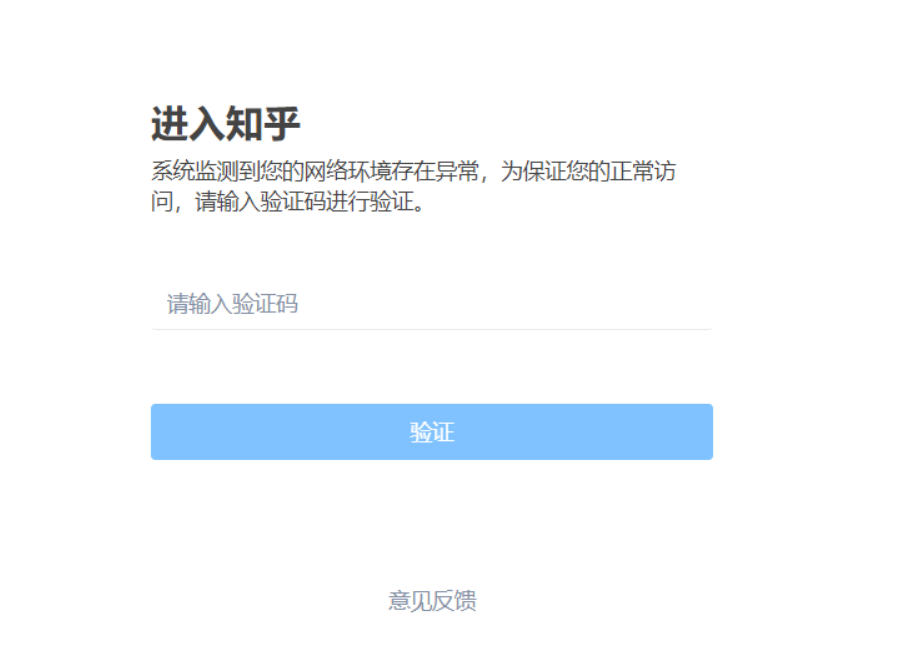 进入知乎
系统监测到您的网络环境存在异常，为保证您的正常访
问，请输入验证码进行验证。
请输入验证码
验证
意见反馈